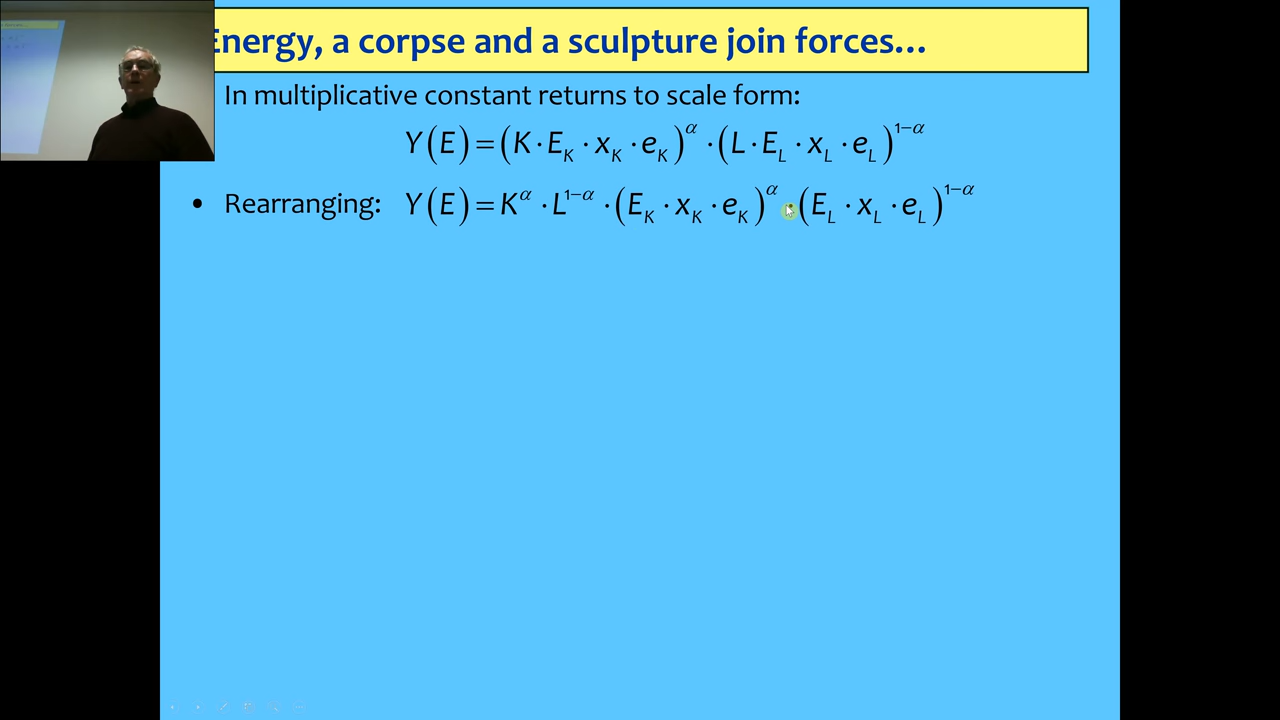 Energy, a corpse and a sculpture join forces…
In multiplicative constant returns to scale form:
Y(E) = (K · E_K · x_K · e_K)^α · (L · E_L · x_L · e_L)^{1−α}
• Rearranging: Y(E) = K^α · L^{1−α} · (E_K · x_K · e_K)^α · (E_L · x_L · e_L)^{1−α}